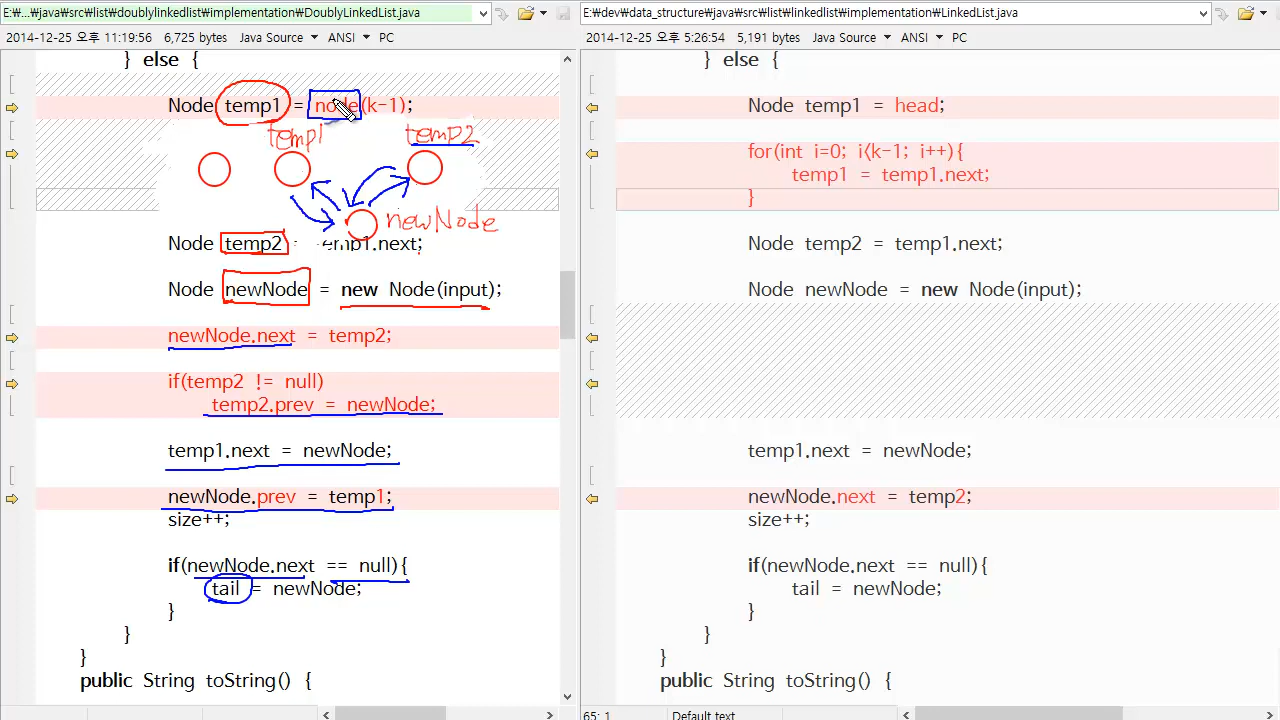 E:₩...₩java₩src₩list₩doublylinkedlist₩implementation₩DoublyLinkedList.java
2014-12-25 오후 11:19:56 6,725 bytes Java Source ANSI PC
} else {
Node temp1 = node(k-1);
temp1 temp2
newNode
Node temp2 = temp1.next;
Node newNode = new Node(input);
newNode.next = temp2;
if(temp2 != null)
temp2.prev = newNode;
temp1.next = newNode;
newNode.prev = temp1;
size++;
if(newNode.next == null){
tail = newNode;
}
}
}
public String toString() {
E:₩dev₩data_structure₩java₩src₩list₩linkedlist₩implementation₩LinkedList.java
2014-12-25 오후 5:26:54 5,191 bytes Java Source ANSI PC
} else {
Node temp1 = head;
for(int i=0; i<k-1; i++){
temp1 = temp1.next;
}
Node temp2 = temp1.next;
Node newNode = new Node(input);
temp1.next = newNode;
newNode.next = temp2;
size++;
if(newNode.next == null){
tail = newNode;
}
}
}
public String toString() {
65: 1 Default text